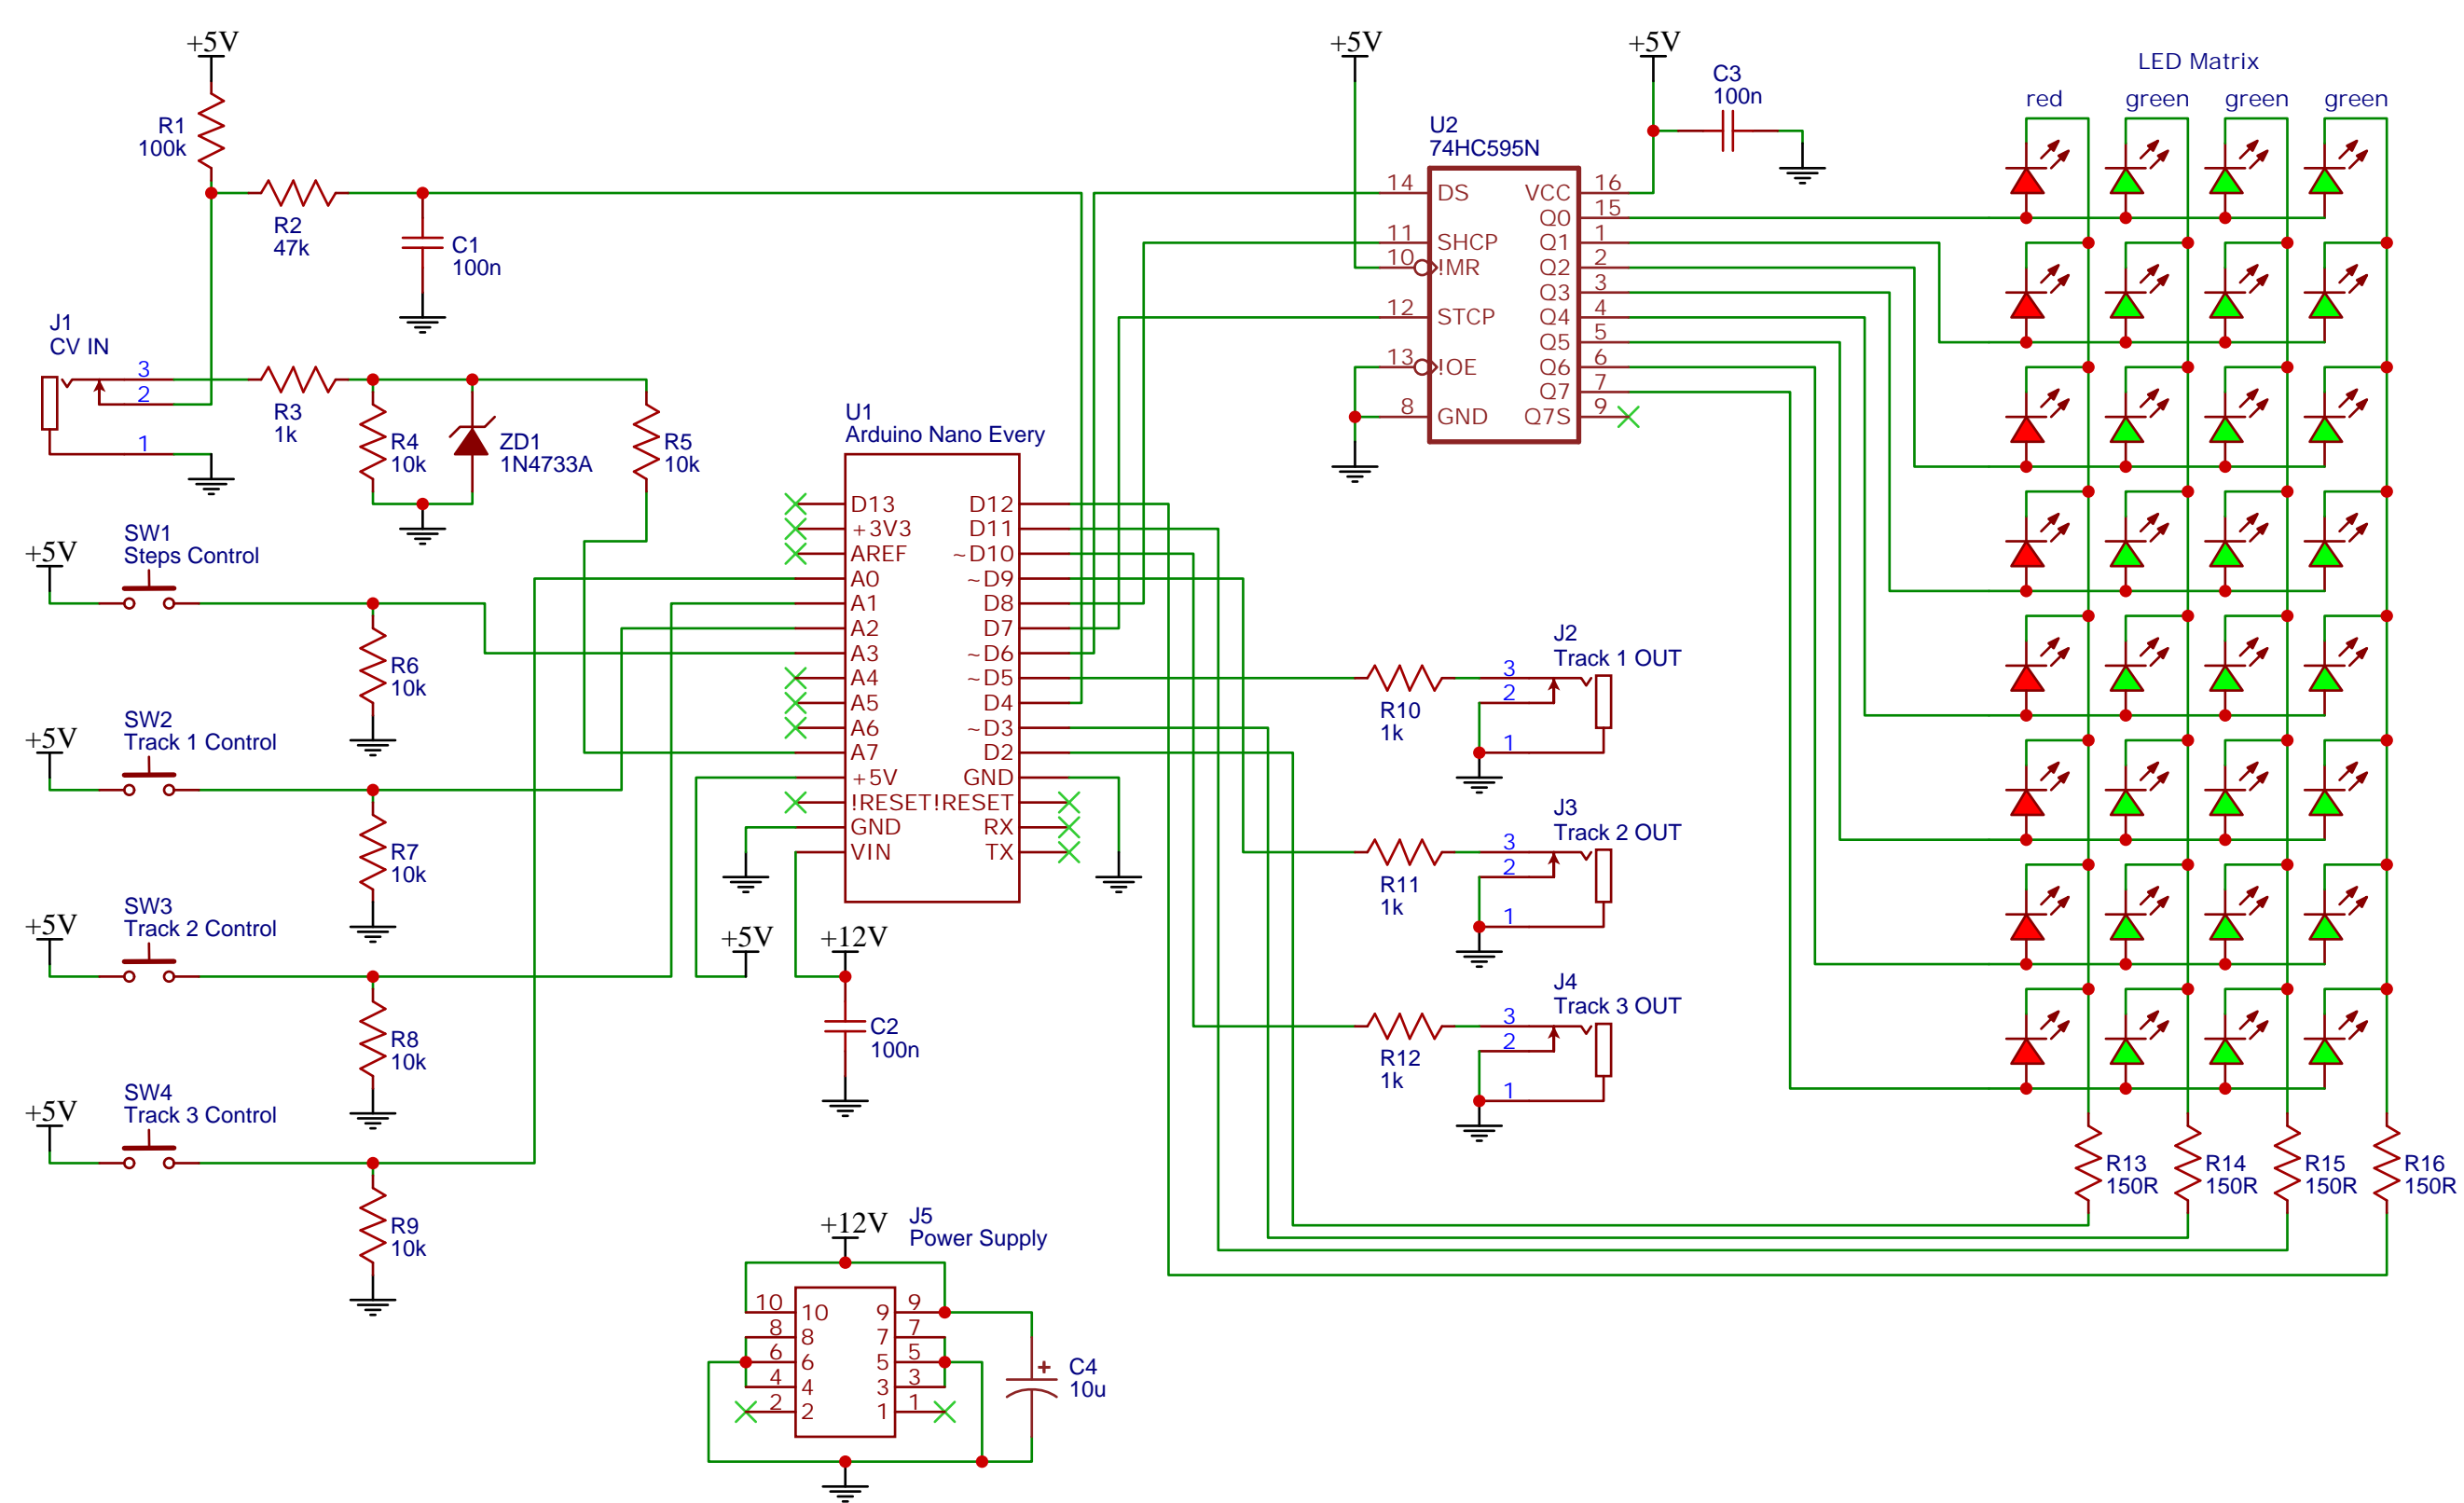 +5V
R1
100k
R2
47k
C1
100n
J1
CV IN
3
2
1
R3
1k
R4
10k
ZD1
1N4733A
R5
10k
+5V
SW1
Steps Control
R6
10k
+5V
SW2
Track 1 Control
R7
10k
+5V
SW3
Track 2 Control
R8
10k
+5V
SW4
Track 3 Control
R9
10k
U1
Arduino Nano Every
D13 D12
+3V3 D11
AREF ~D10
A0 ~D9
A1 D8
A2 D7
A3 ~D6
A4 ~D5
A5 D4
A6 ~D3
A7 D2
+5V GND
!RESET !RESET
GND RX
VIN TX
+5V
+12V
C2
100n
+12V
J5
Power Supply
10 10 9 9
8 8 7 7
6 6 5 5
4 4 3 3
2 2 1 1
C4
10u
+
+5V
+5V
C3
100n
U2
74HC595N
14 DS VCC 16
Q0 15
11 SHCP Q1 1
10 !MR Q2 2
Q3 3
12 STCP Q4 4
Q5 5
13 !OE Q6 6
Q7 7
8 GND Q7S 9
J2
Track 1 OUT
3
2
1
R10
1k
J3
Track 2 OUT
3
2
1
R11
1k
J4
Track 3 OUT
3
2
1
R12
1k
LED Matrix
red green green green
R13 R14 R15 R16
150R 150R 150R 150R